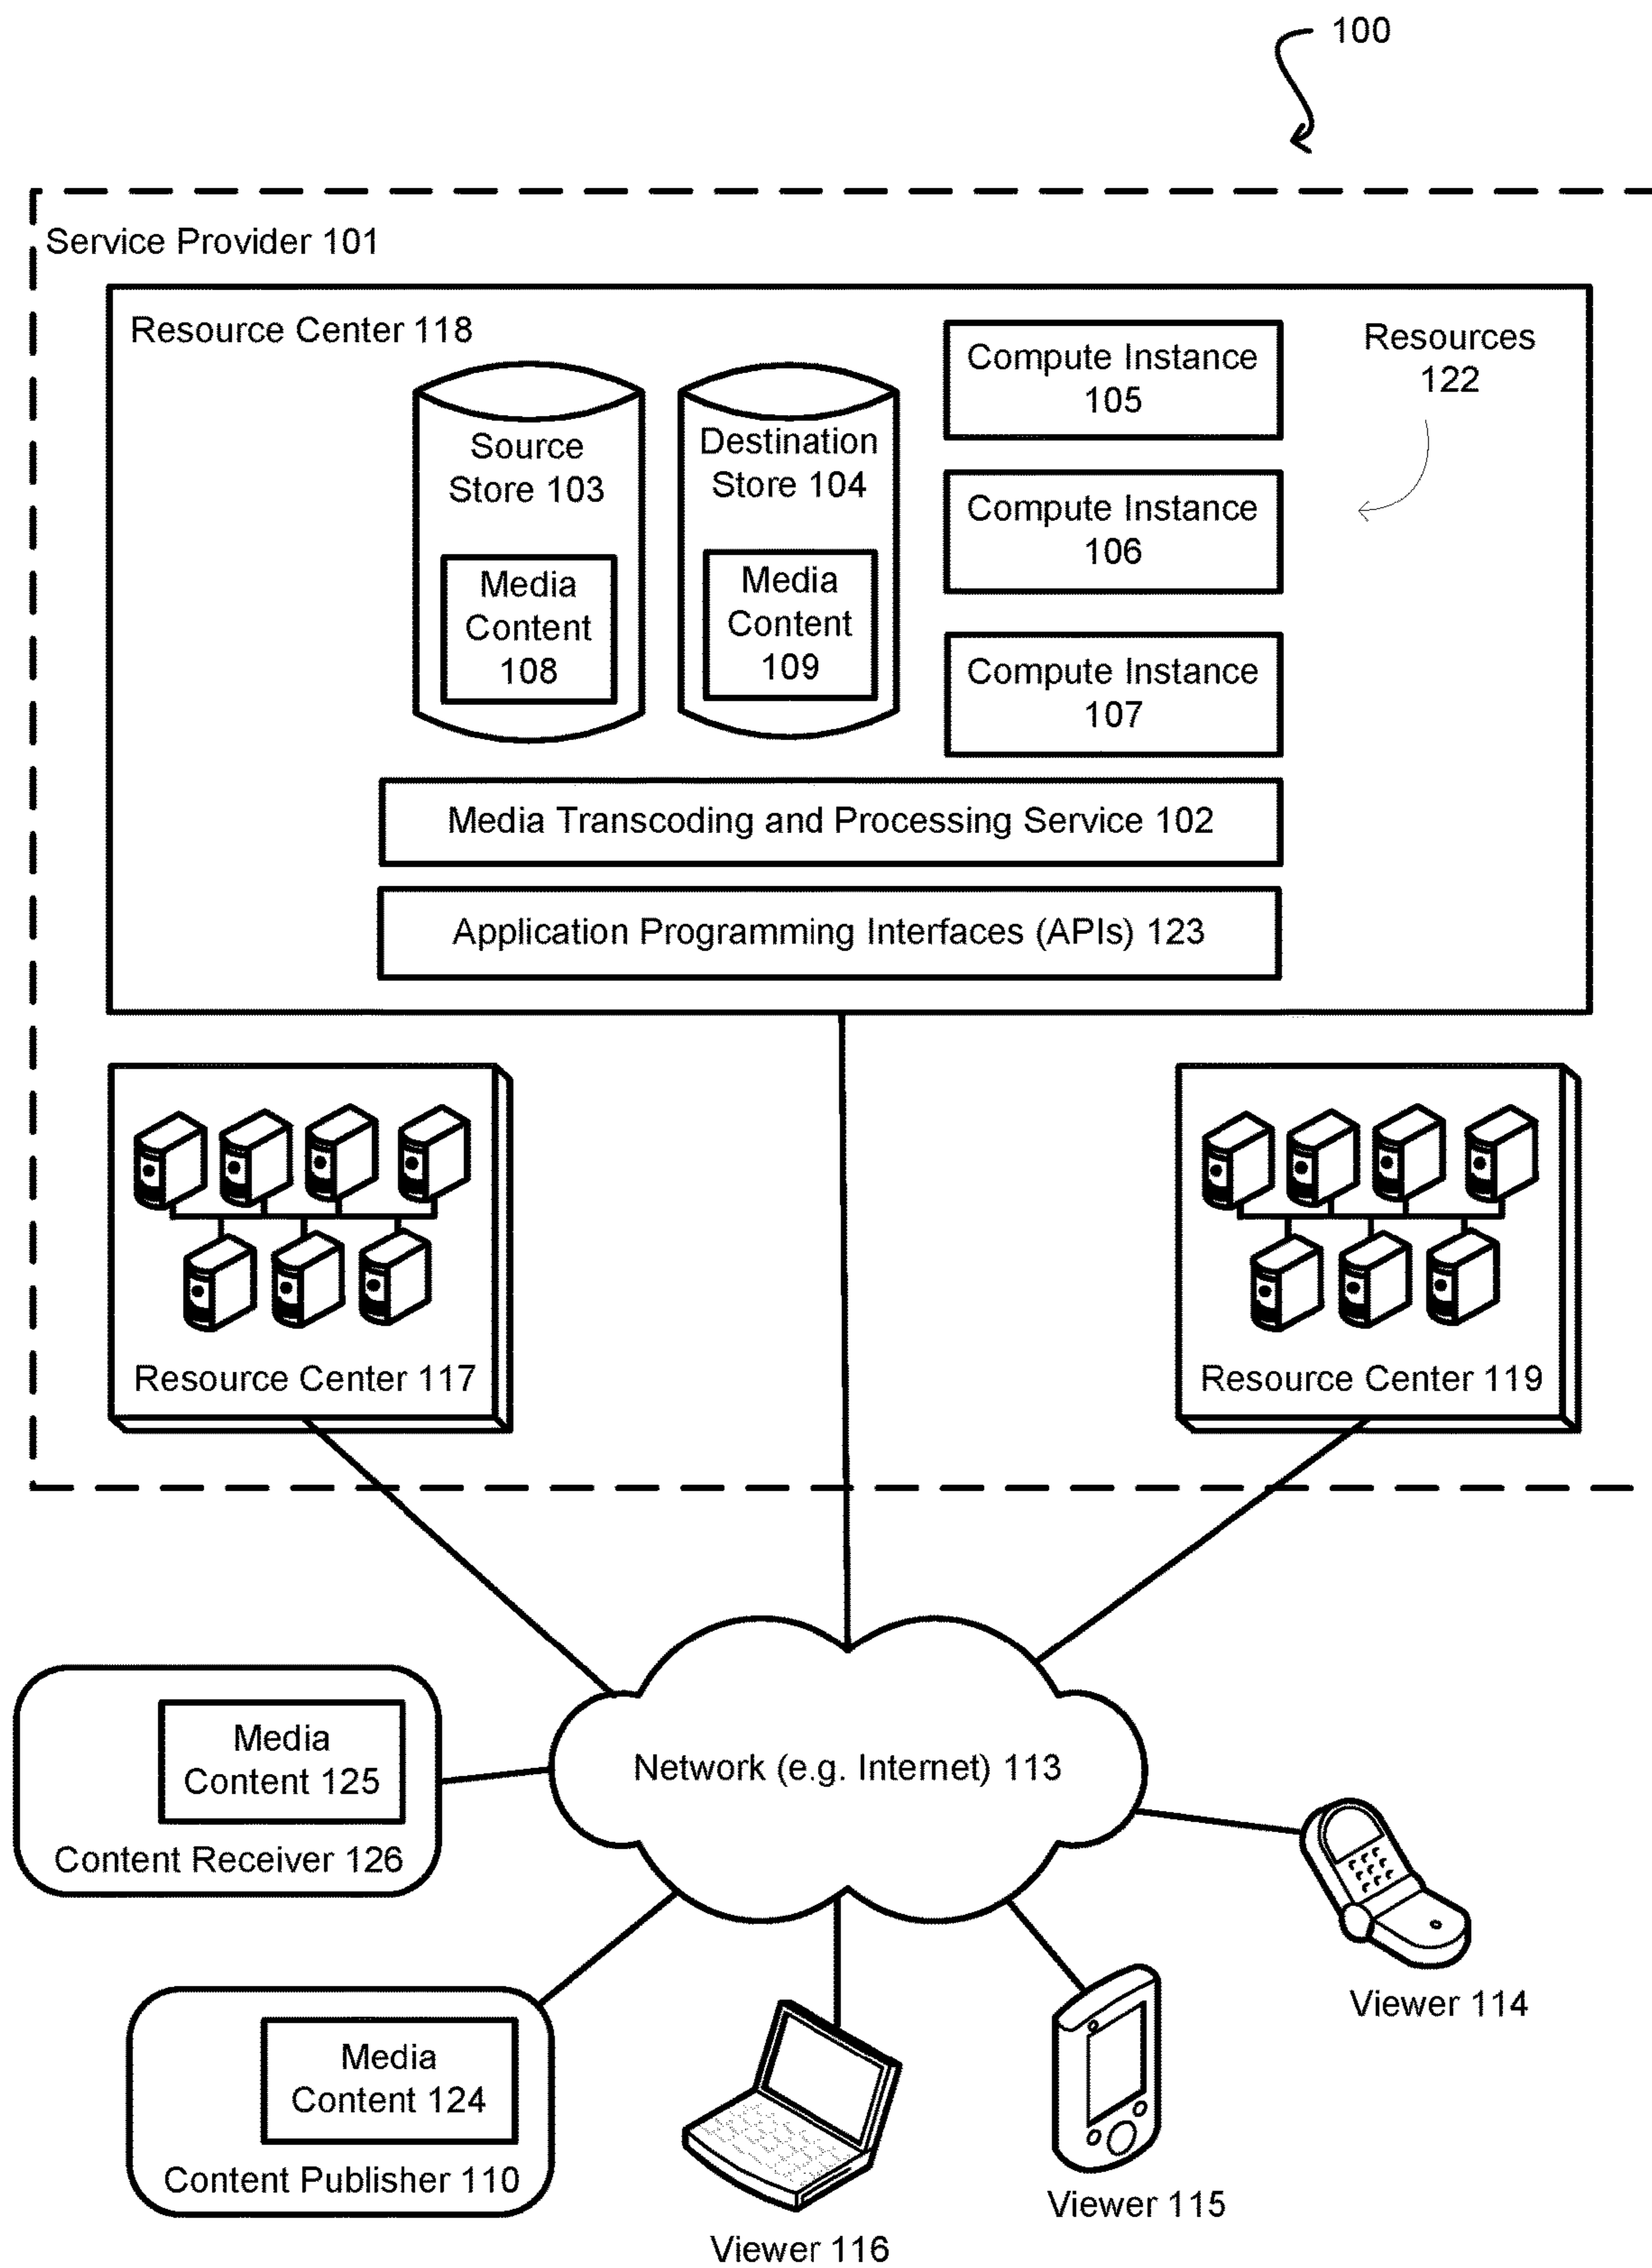 100
Service Provider 101
Resource Center 118
Source
Store 103
Media
Content
108
Destination
Store 104
Media
Content
109
Compute Instance
105
Compute Instance
106
Compute Instance
107
Resources
122
Media Transcoding and Processing Service 102
Application Programming Interfaces (APIs) 123
Resource Center 117
Resource Center 119
Network (e.g. Internet) 113
Media
Content 125
Content Receiver 126
Media
Content 124
Content Publisher 110
Viewer 114
Viewer 115
Viewer 116